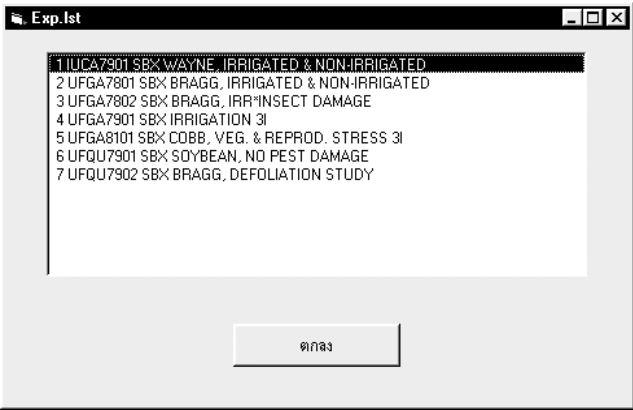 Exp.lst
1 IUCA7901 SBX WAYNE, IRRIGATED & NON-IRRIGATED
2 UFGA7801 SBX BRAGG, IRRIGATED & NON-IRRIGATED
3 UFGA7802 SBX BRAGG, IRR*INSECT DAMAGE
4 UFGA7901 SBX IRRIGATION 3I
5 UFGA8101 SBX COBB, VEG. & REPROD. STRESS 3I
6 UFQU7901 SBX SOYBEAN, NO PEST DAMAGE
7 UFQU7902 SBX BRAGG, DEFOLIATION STUDY
ตกลง